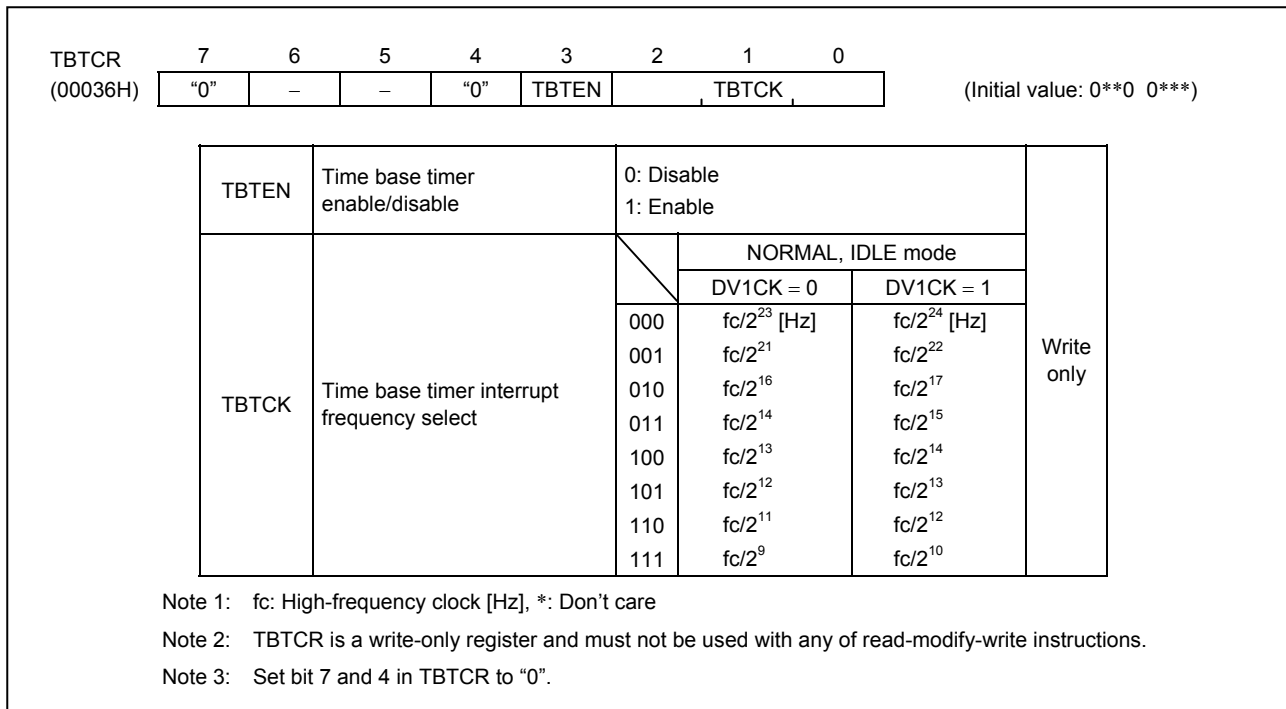 TBTCR 7 6 5 4 3 2 1 0
(00036H) “0” – – “0” TBTEN TBTCK (Initial value: 0**0 0***)
TBTEN Time base timer enable/disable 0: Disable
1: Enable
NORMAL, IDLE mode
DV1CK = 0 DV1CK = 1
TBTCK Time base timer interrupt frequency select
000 fc/2^23 [Hz] fc/2^24 [Hz]
001 fc/2^21 fc/2^22
010 fc/2^16 fc/2^17
011 fc/2^14 fc/2^15
100 fc/2^13 fc/2^14
101 fc/2^12 fc/2^13
110 fc/2^11 fc/2^12
111 fc/2^9 fc/2^10
Write only
Note 1: fc: High-frequency clock [Hz], *: Don’t care
Note 2: TBTCR is a write-only register and must not be used with any of read-modify-write instructions.
Note 3: Set bit 7 and 4 in TBTCR to “0”.